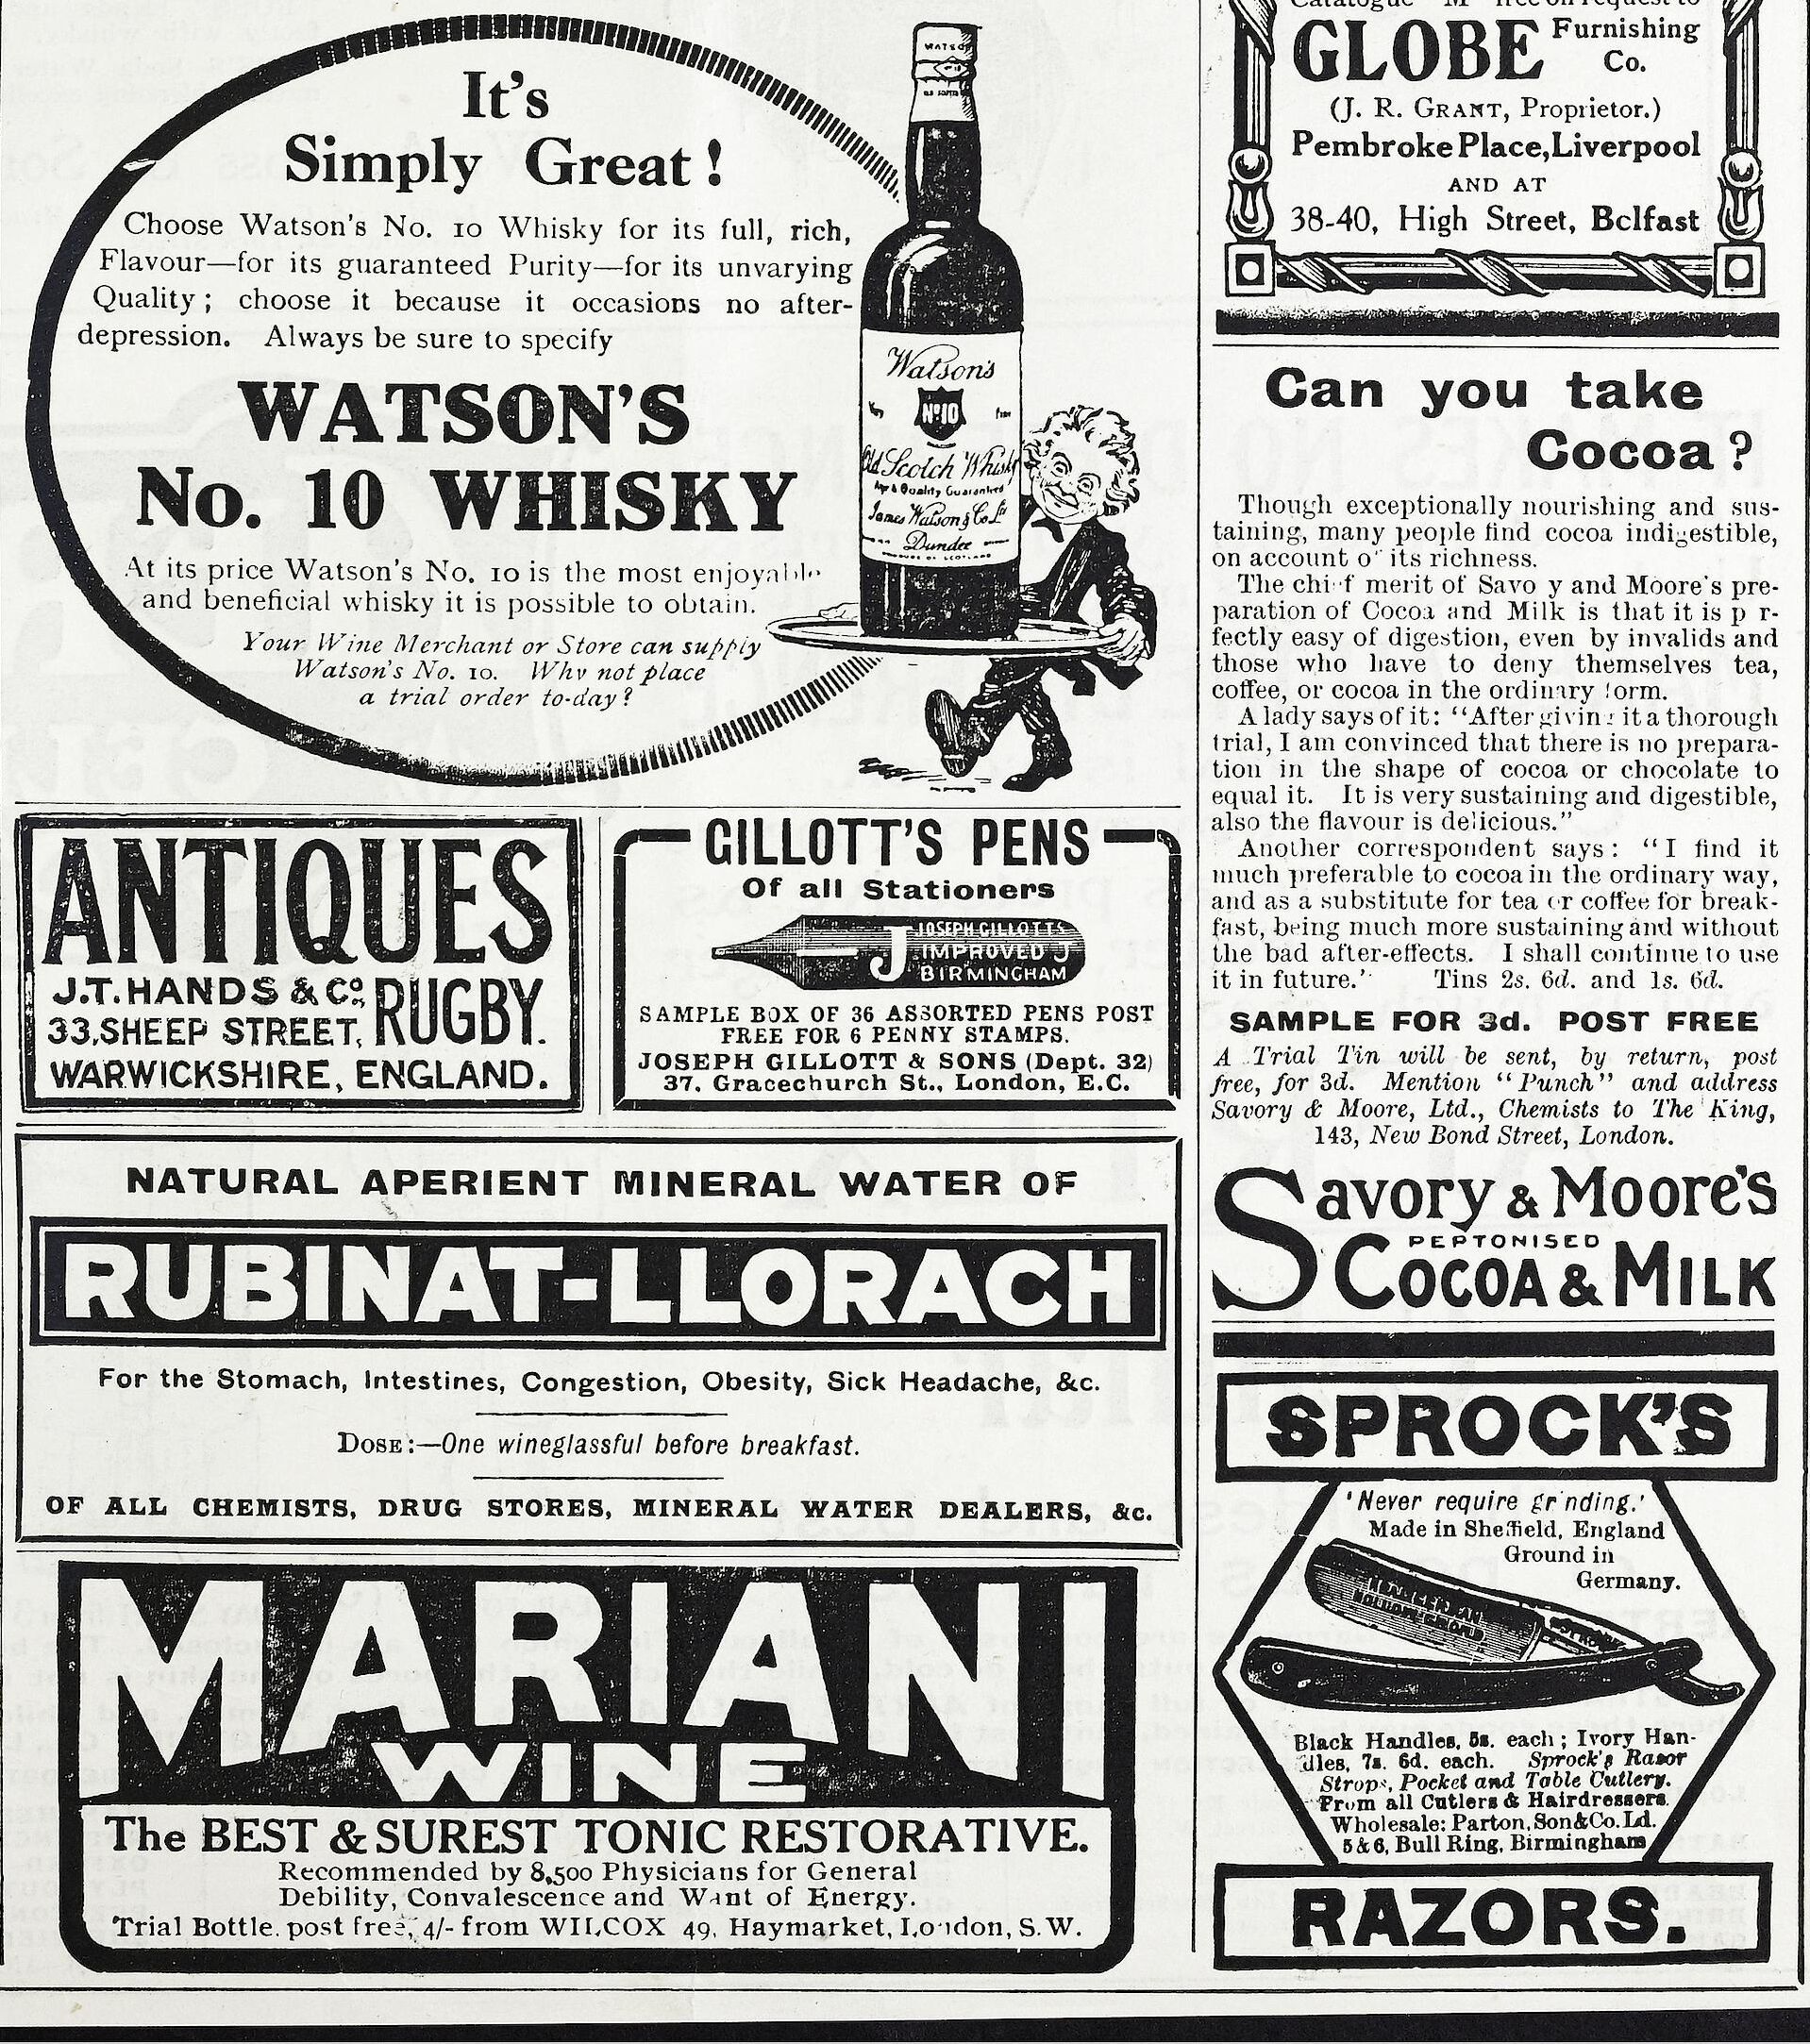 It's
Simply Great!
Choose Watson's No. 10 Whisky for its full, rich,
Flavour—for its guaranteed Purity—for its unvarying
Quality; choose it because it occasions no after-
depression. Always be sure to specify
WATSON'S
No. 10 WHISKY
At its price Watson's No. 10 is the most enjoyable
and beneficial whisky it is possible to obtain.
Your Wine Merchant or Store can supply
Watson's No. 10. Why not place
a trial order to-day?
WATSON
Watson's
Very Nº10 fine
Old Scotch Whisky
Age & Quality Guaranteed
James Watson & Co. Ld
Dundee
PRODUCE OF SCOTLAND
ANTIQUES
J.T. HANDS & Co., RUGBY.
33, SHEEP STREET,
WARWICKSHIRE, ENGLAND.
GILLOTT'S PENS
Of all Stationers
J JOSEPH GILLOTT'S
IMPROVED J
BIRMINGHAM
SAMPLE BOX OF 36 ASSORTED PENS POST
FREE FOR 6 PENNY STAMPS.
JOSEPH GILLOTT & SONS (Dept. 32)
37, Gracechurch St., London, E.C.
NATURAL APERIENT MINERAL WATER OF
RUBINAT-LLORACH
For the Stomach, Intestines, Congestion, Obesity, Sick Headache, &c.
DOSE:—One wineglassful before breakfast.
OF ALL CHEMISTS, DRUG STORES, MINERAL WATER DEALERS, &c.
MARIANI
WINE
The BEST & SUREST TONIC RESTORATIVE.
Recommended by 8,500 Physicians for General
Debility, Convalescence and Want of Energy.
Trial Bottle, post free, 4/- from WILCOX 49, Haymarket, London, S.W.
Catalogue "M" free on request to
GLOBE Furnishing
Co.
(J. R. GRANT, Proprietor.)
Pembroke Place, Liverpool
AND AT
38-40, High Street, Belfast
Can you take
Cocoa?
Though exceptionally nourishing and sus-
taining, many people find cocoa indigestible,
on account of its richness.
The chief merit of Savory and Moore's pre-
paration of Cocoa and Milk is that it is per-
fectly easy of digestion, even by invalids and
those who have to deny themselves tea,
coffee, or cocoa in the ordinary form.
A lady says of it: "After giving it a thorough
trial, I am convinced that there is no prepara-
tion in the shape of cocoa or chocolate to
equal it. It is very sustaining and digestible,
also the flavour is delicious."
Another correspondent says: "I find it
much preferable to cocoa in the ordinary way,
and as a substitute for tea or coffee for break-
fast, being much more sustaining and without
the bad after-effects. I shall continue to use
it in future." Tins 2s. 6d. and 1s. 6d.
SAMPLE FOR 3d. POST FREE
A Trial Tin will be sent, by return, post
free, for 3d. Mention "Punch" and address
Savory & Moore, Ltd., Chemists to The King,
143, New Bond Street, London.
Savory & Moore's
PEPTONISED
COCOA & MILK
SPROCK'S
'Never require grinding.'
Made in Sheffield, England
Ground in
Germany.
Black Handles, 5s. each; Ivory Han-
dles, 7s. 6d. each. Sprock's Razor
Strops, Pocket and Table Cutlery.
From all Cutlers & Hairdressers.
Wholesale: Parton, Son & Co. Ld.
5 & 6, Bull Ring, Birmingham
RAZORS.